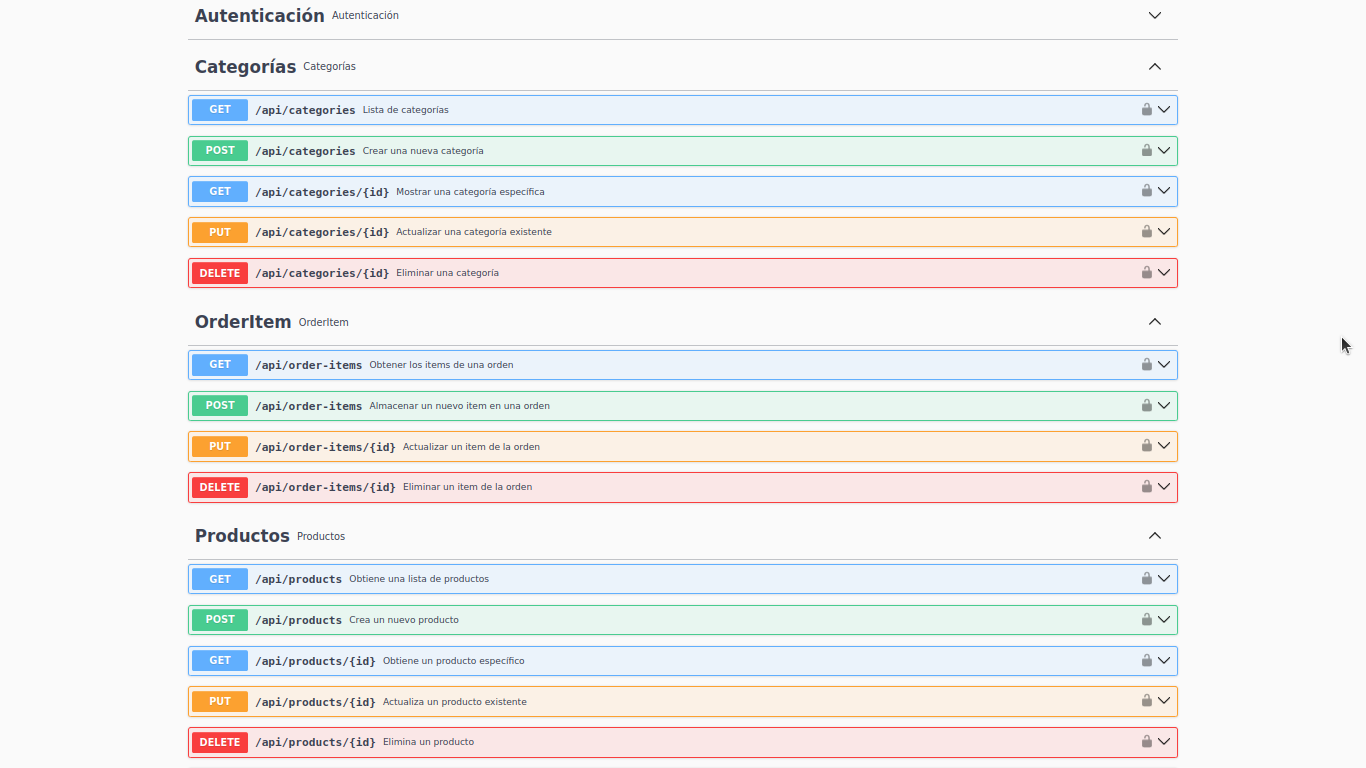 Autenticación Autenticación
Categorías Categorías
GET /api/categories Lista de categorías
POST /api/categories Crear una nueva categoría
GET /api/categories/{id} Mostrar una categoría específica
PUT /api/categories/{id} Actualizar una categoría existente
DELETE /api/categories/{id} Eliminar una categoría
OrderItem OrderItem
GET /api/order-items Obtener los items de una orden
POST /api/order-items Almacenar un nuevo item en una orden
PUT /api/order-items/{id} Actualizar un item de la orden
DELETE /api/order-items/{id} Eliminar un item de la orden
Productos Productos
GET /api/products Obtiene una lista de productos
POST /api/products Crea un nuevo producto
GET /api/products/{id} Obtiene un producto específico
PUT /api/products/{id} Actualiza un producto existente
DELETE /api/products/{id} Elimina un producto